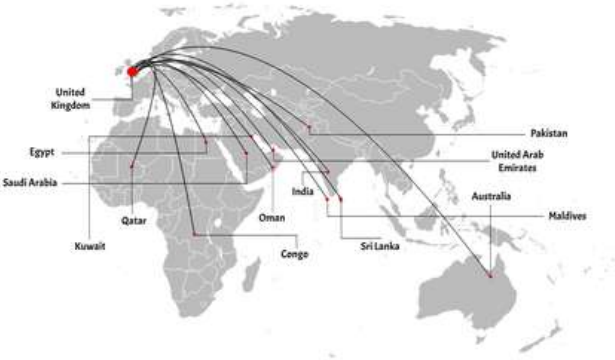 United
Kingdom
Pakistan
Egypt
United Arab
Emirates
Saudi Arabia
India
Australia
Qatar
Oman
Maldives
Kuwait
Sri Lanka
Congo